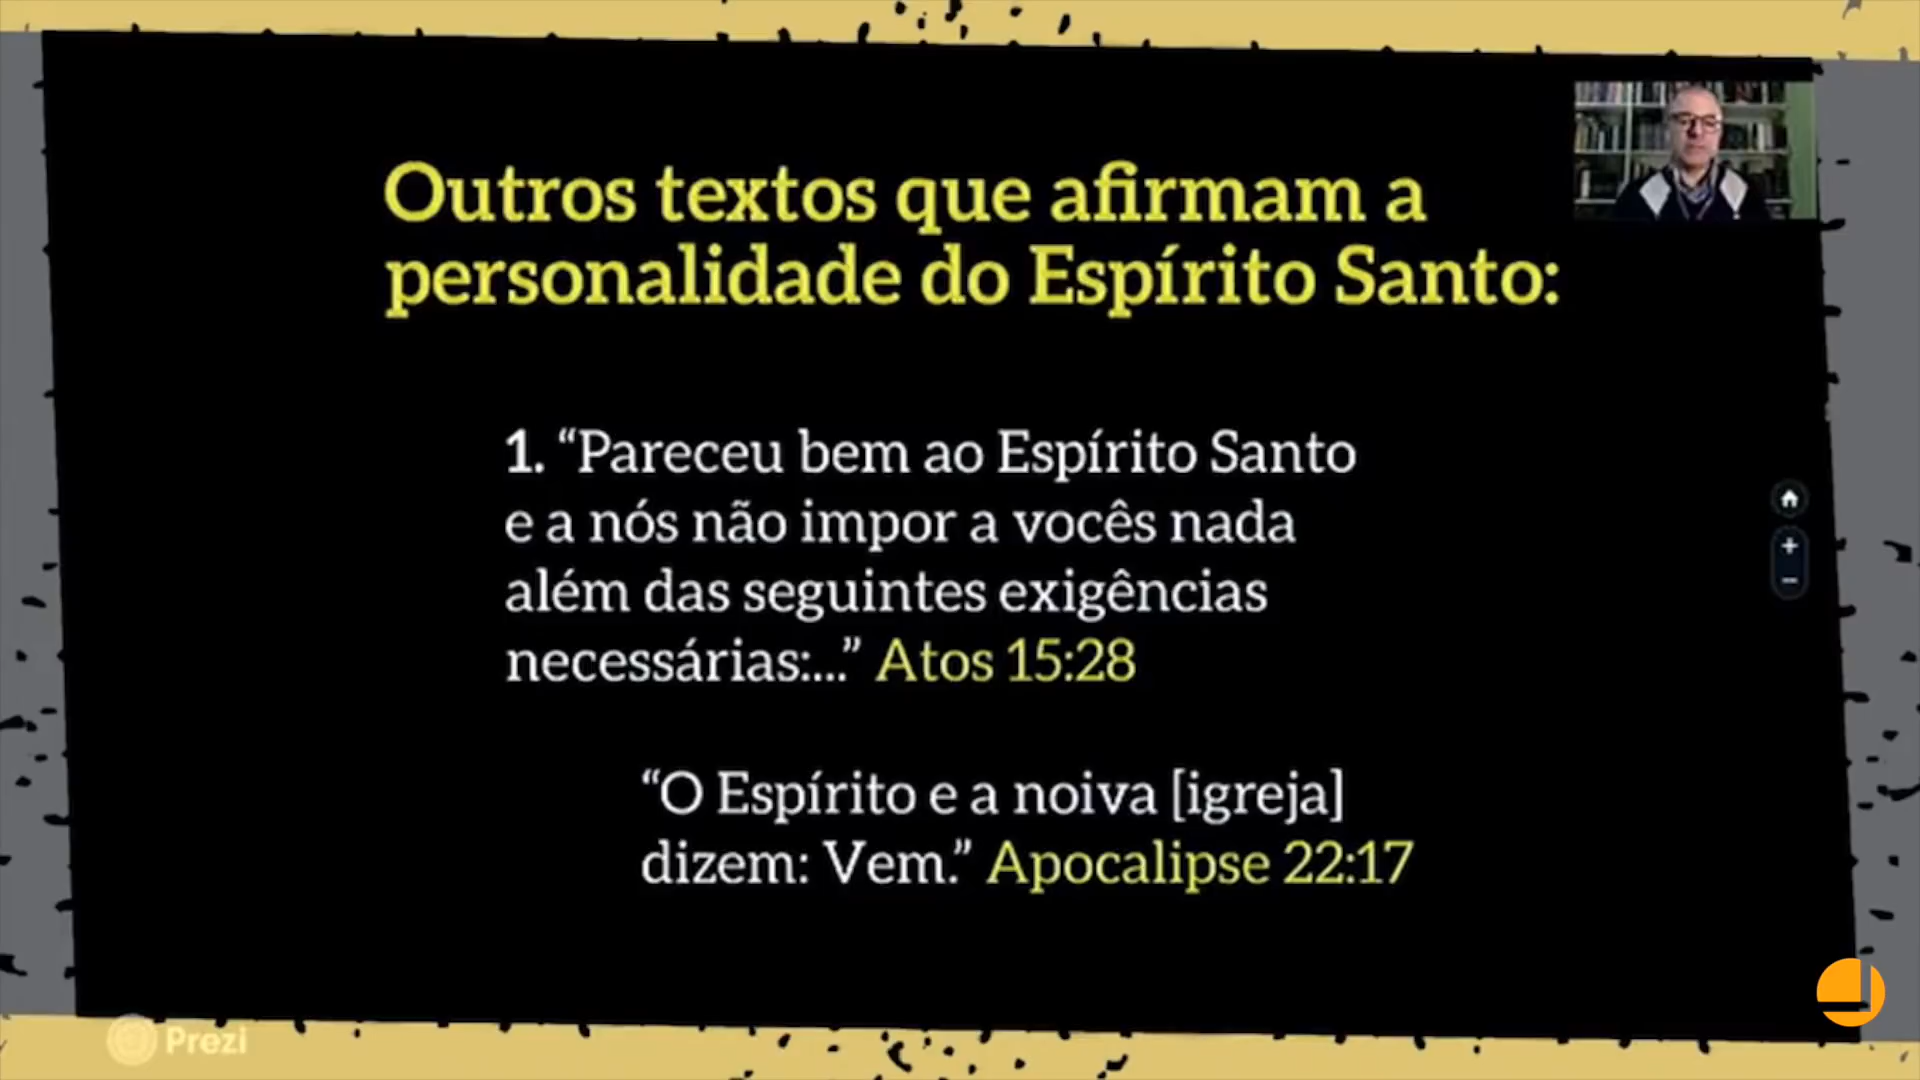 Outros textos que afirmam a
personalidade do Espírito Santo:
1. “Pareceu bem ao Espírito Santo
e a nós não impor a vocês nada
além das seguintes exigências
necessárias:...” Atos 15:28
“O Espírito e a noiva [igreja]
dizem: Vem.” Apocalipse 22:17
Prezi